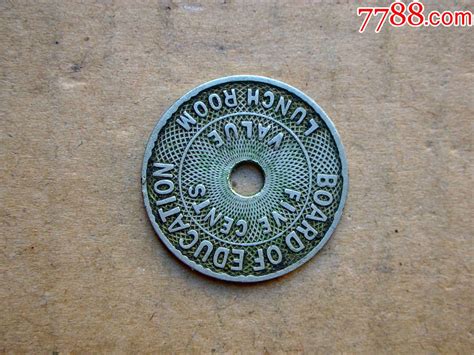 7788.com
BOARD OF EDUCATION
LUNCH ROOM
FIVE CENTS
VALUE